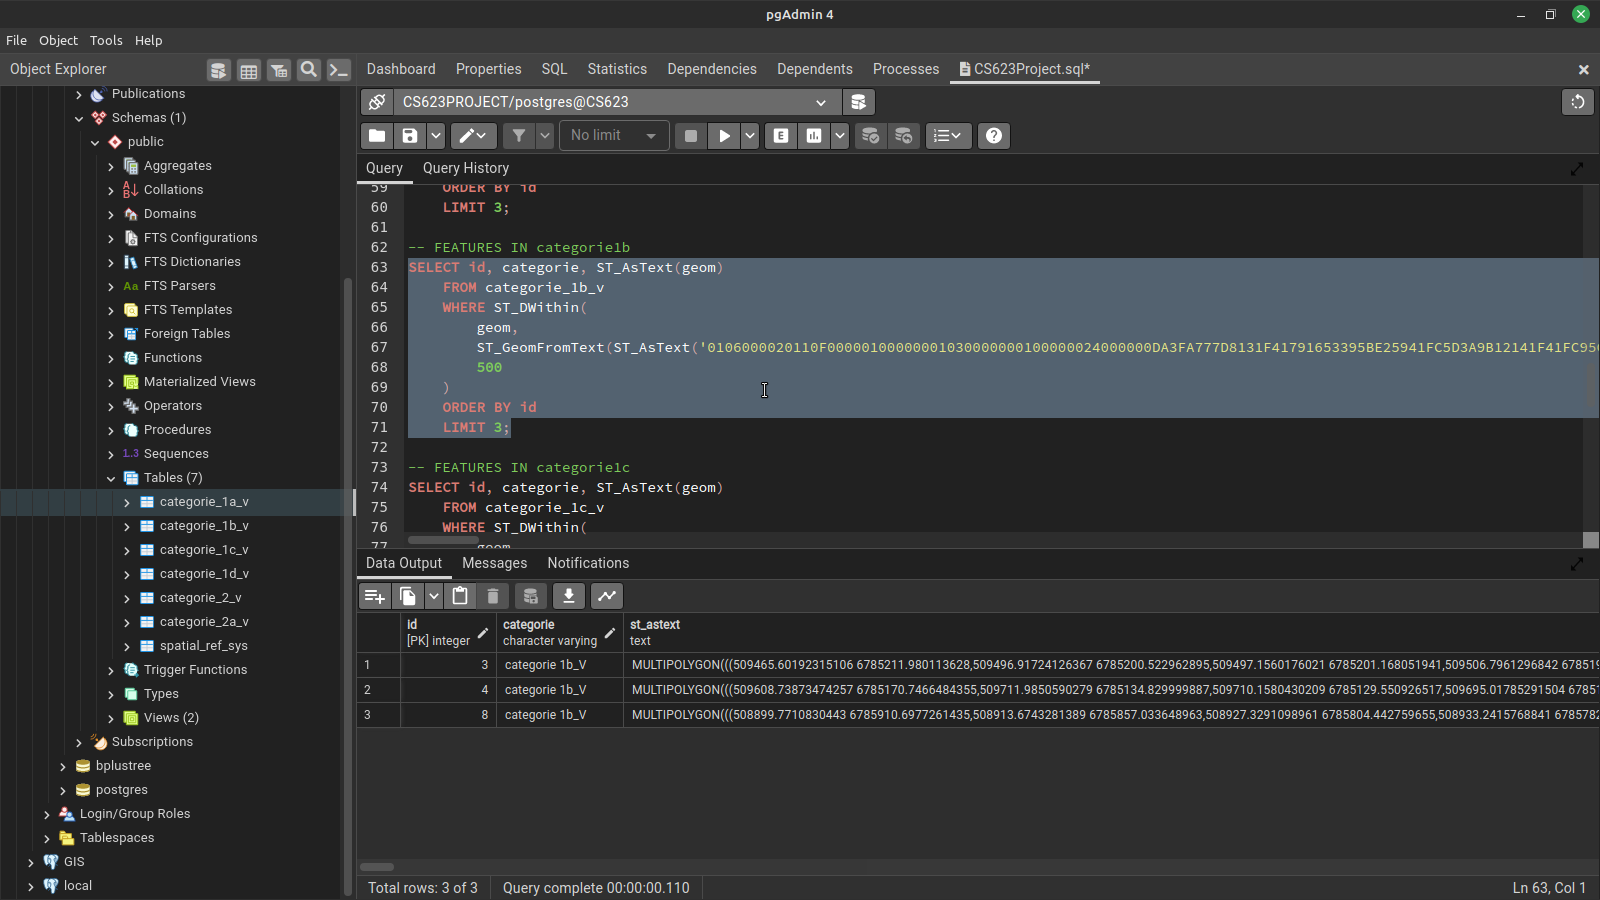 pgAdmin 4
File Object Tools Help
Object Explorer
Publications
Schemas (1)
public
Aggregates
Collations
Domains
FTS Configurations
FTS Dictionaries
Aa FTS Parsers
FTS Templates
Foreign Tables
Functions
Materialized Views
Operators
Procedures
1.3 Sequences
Tables (7)
categorie_1a_v
categorie_1b_v
categorie_1c_v
categorie_1d_v
categorie_2_v
categorie_2a_v
spatial_ref_sys
Trigger Functions
Types
Views (2)
Subscriptions
bplustree
postgres
Login/Group Roles
Tablespaces
GIS
local
Dashboard Properties SQL Statistics Dependencies Dependents Processes CS623Project.sql*
CS623PROJECT/postgres@CS623
No limit
E
Query Query History
59 ORDER BY id
60 LIMIT 3;
61
62 -- FEATURES IN categorie1b
63 SELECT id, categorie, ST_AsText(geom)
64 FROM categorie_1b_v
65 WHERE ST_DWithin(
66 geom,
67 ST_GeomFromText(ST_AsText('0106000020110F00000100000001030000000100000024000000DA3FA777D8131F41791653395BE25941FC5D3A9B12141F41FC95
68 500
69 )
70 ORDER BY id
71 LIMIT 3;
72
73 -- FEATURES IN categorie1c
74 SELECT id, categorie, ST_AsText(geom)
75 FROM categorie_1c_v
76 WHERE ST_DWithin(
77 geom
Data Output Messages Notifications
id categorie st_astext
[PK] integer character varying text
1 3 categorie 1b_V MULTIPOLYGON(((509465.60192315106 6785211.980113628,509496.91724126367 6785200.522962895,509497.1560176021 6785201.168051941,509506.7961296842 678519
2 4 categorie 1b_V MULTIPOLYGON(((509608.73873474257 6785170.7466484355,509711.9850590279 6785134.829999887,509710.1580430209 6785129.550926517,509695.01785291504 6785
3 8 categorie 1b_V MULTIPOLYGON(((508899.7710830443 6785910.6977261435,508913.6743281389 6785857.033648963,508927.3291098961 6785804.442759655,508933.2415768841 678578
Total rows: 3 of 3 Query complete 00:00:00.110 Ln 63, Col 1